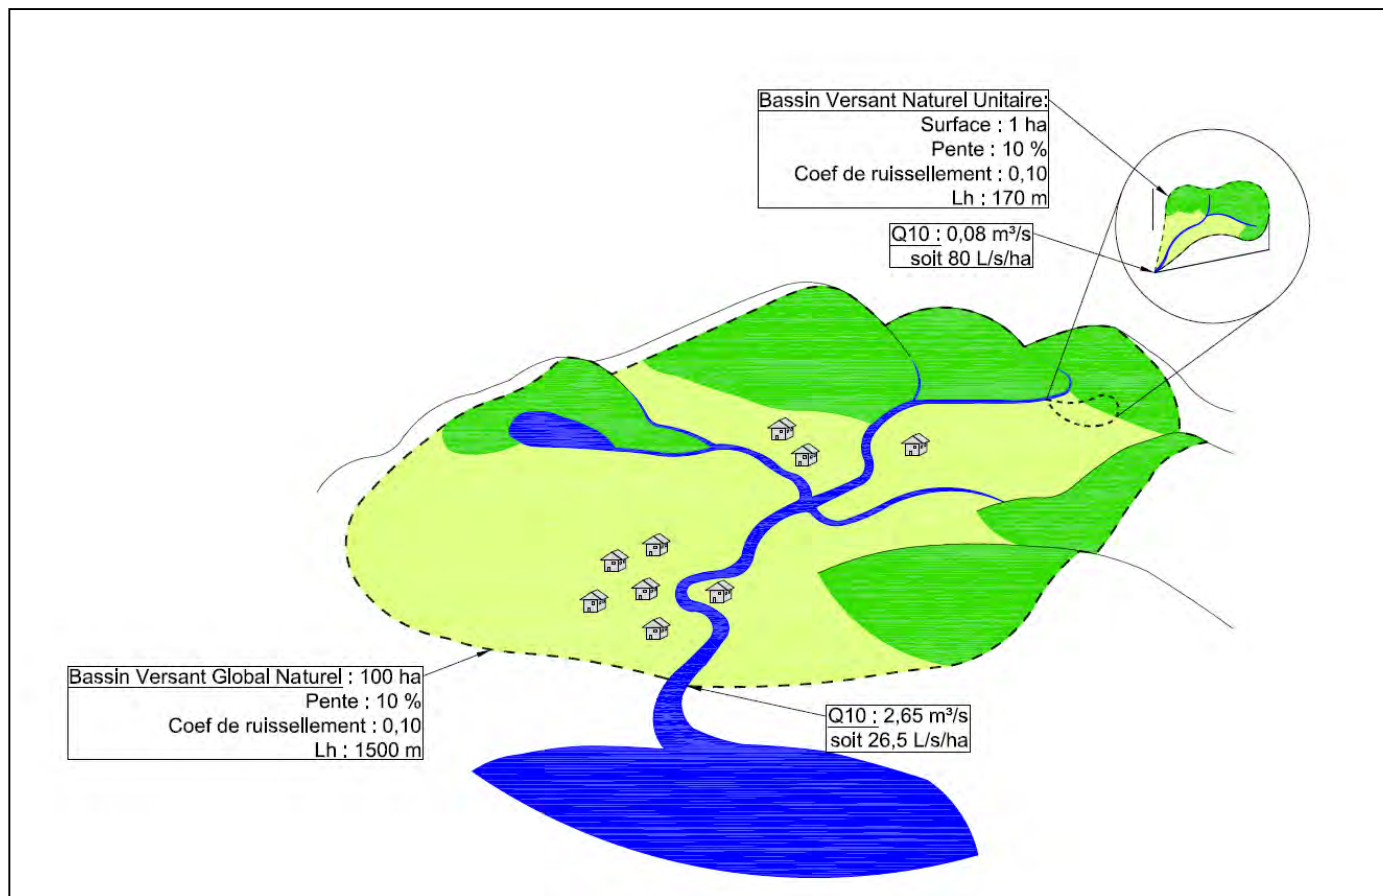 Bassin Versant Naturel Unitaire:
Surface : 1 ha
Pente : 10 %
Coef de ruissellement : 0,10
Lh : 170 m
Q10 : 0,08 m³/s
soit 80 L/s/ha
Bassin Versant Global Naturel : 100 ha
Pente : 10 %
Coef de ruissellement : 0,10
Lh : 1500 m
Q10 : 2,65 m³/s
soit 26,5 L/s/ha